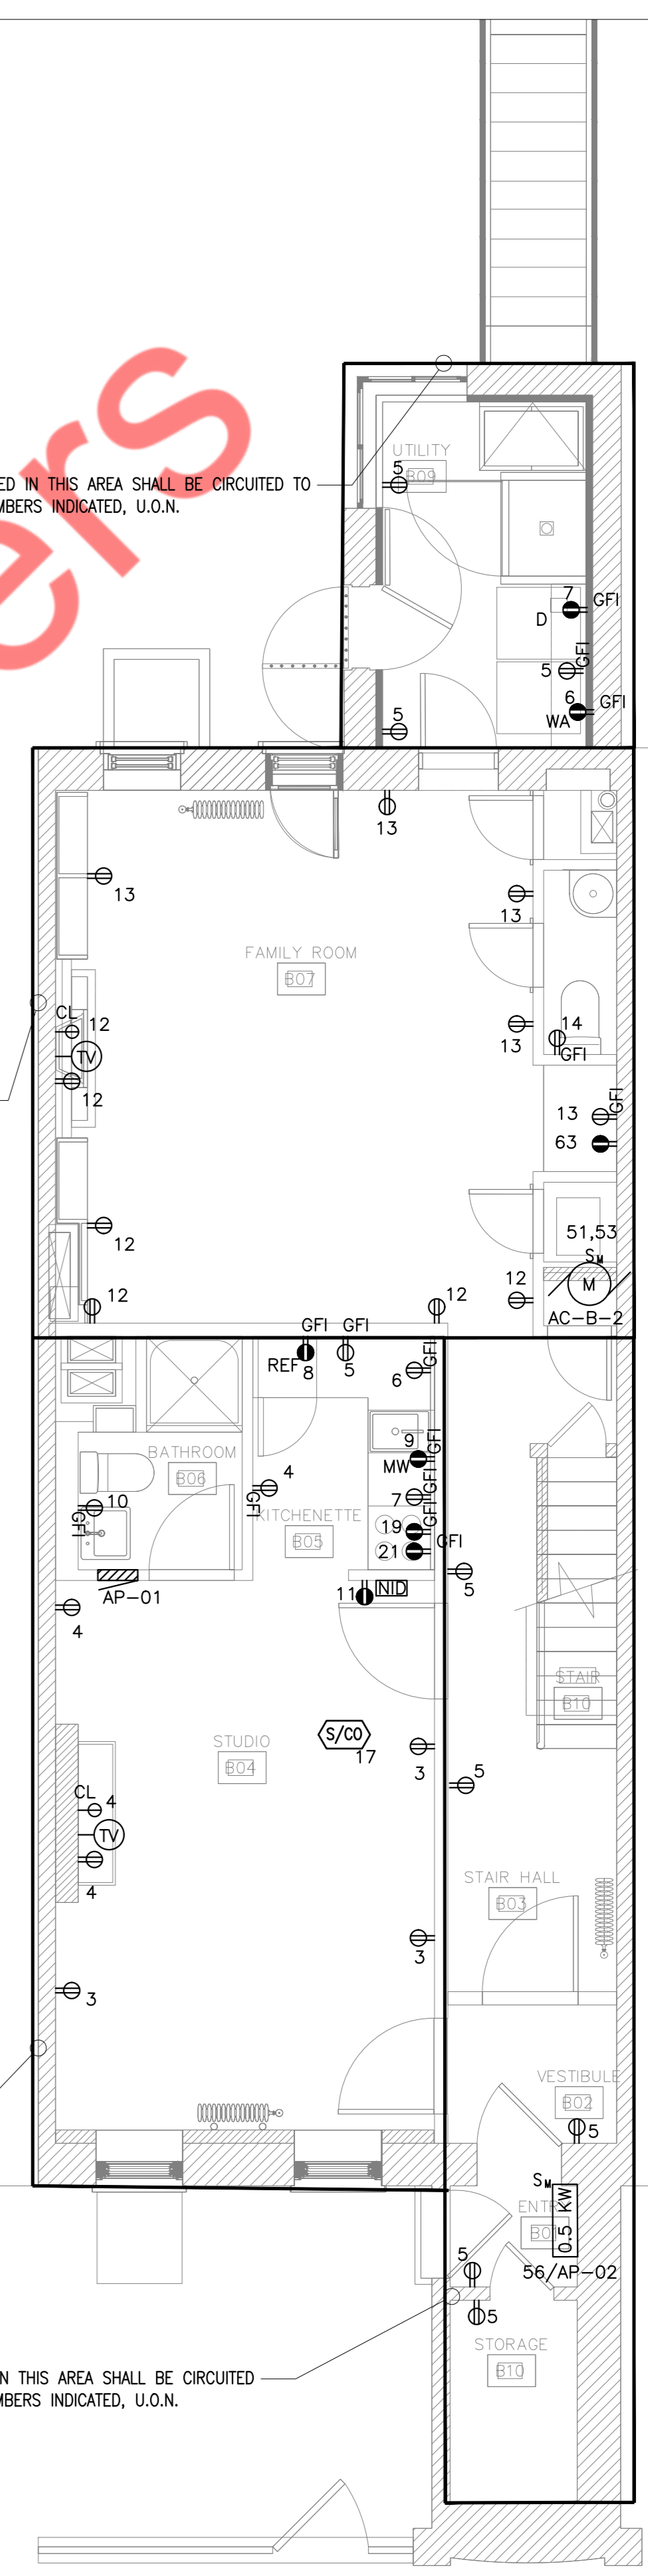 ers
ED IN THIS AREA SHALL BE CIRCUITED TO
MBERS INDICATED, U.O.N.
UTILITY
B09
5
7
GFI
D
5
GFI
6
GFI
WA
5
13
13
13
FAMILY ROOM
B07
CL
12
TV
12
13
14
GFI
13
GFI
63
12
51,53
SM
M
AC-B-2
12
12
12
GFI
GFI
REF
8
5
6
GFI
BATHROOM
B06
9
GFI
MW
4
GFI
7
GFI
10
GFI
KITCHENETTE
B05
19
GFI
21
GFI
AP-01
11
NID
5
4
STAIR
B10
STUDIO
B04
S/CO
17
3
CL
4
TV
4
5
STAIR HALL
B03
3
3
VESTIBULE
B02
5
SM
ENTR
B01
0.5 KW
56/AP-02
5
5
STORAGE
B10
N THIS AREA SHALL BE CIRCUITED
MBERS INDICATED, U.O.N.